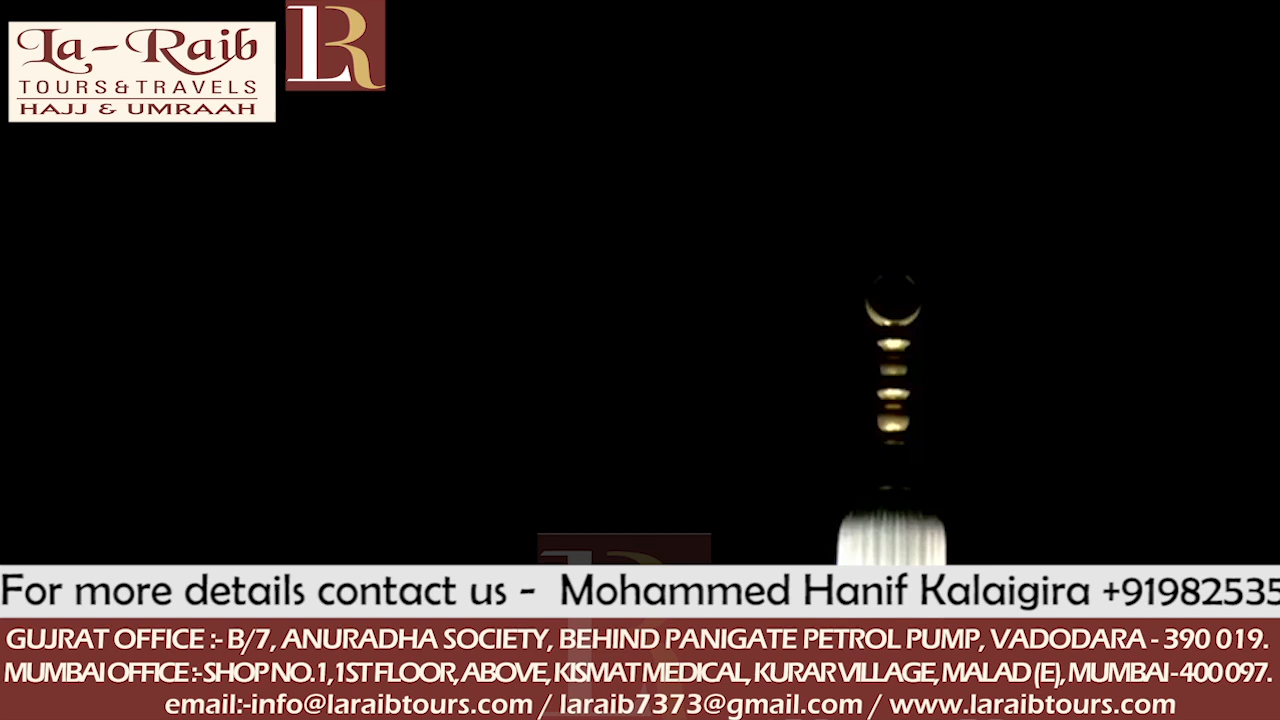 La-Raib
TOURS & TRAVELS
HAJJ & UMRAAH
LR
For more details contact us - Mohammed Hanif Kalaigira +91982535
GUJRAT OFFICE :- B/7, ANURADHA SOCIETY, BEHIND PANIGATE PETROL PUMP, VADODARA - 390 019.
MUMBAI OFFICE :- SHOP NO. 1, 1ST FLOOR, ABOVE, KISMAT MEDICAL, KURAR VILLAGE, MALAD (E), MUMBAI - 400 097.
email:-info@laraibtours.com / laraib7373@gmail.com / www.laraibtours.com